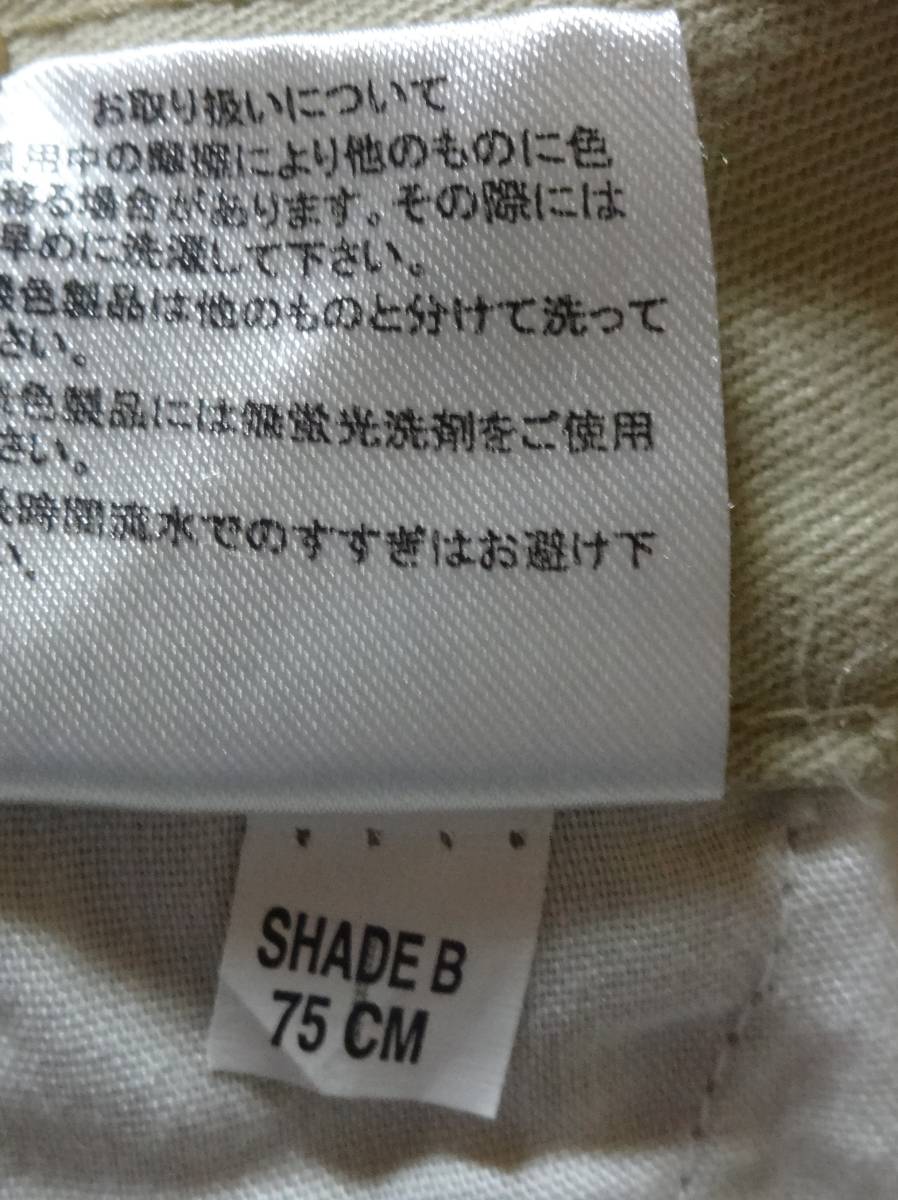 お取り扱いについて
用中の摩擦により他のものに色
移る場合があります。その際には
早めに洗濯して下さい。
濃色製品は他のものと分けて洗って
さい。
色製品には無蛍光洗剤をご使用
さい。
長時間流水でのすすぎはお避け下
い。
SHADE B
75 CM